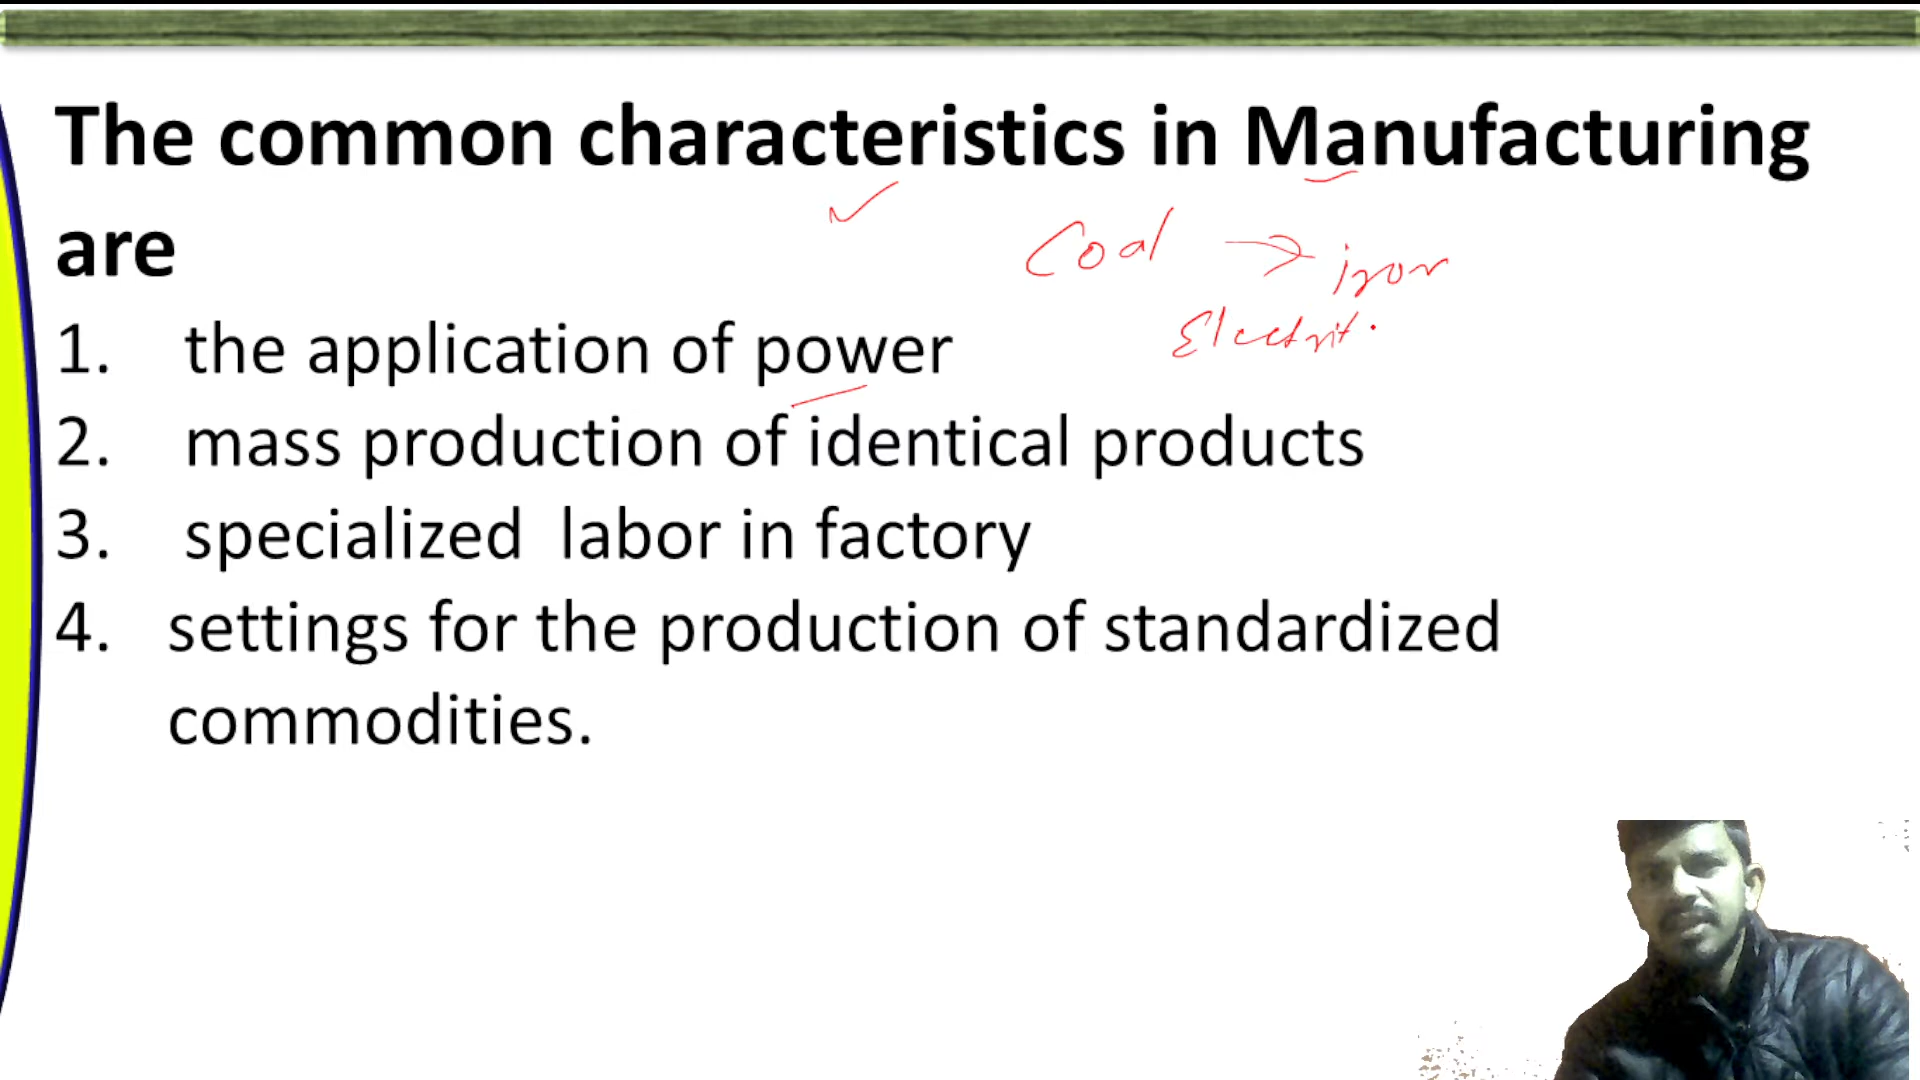 The common characteristics in Manufacturing
are
Coal → iron
1. the application of power
2. mass production of identical products
3. specialized labor in factory
4. settings for the production of standardized
commodities.